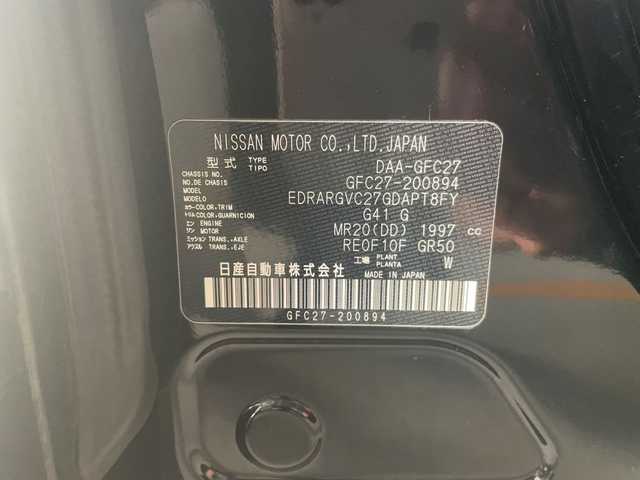 NISSAN MOTOR CO.,LTD.JAPAN
型式 TYPE TIPO DAA-GFC27
CHASSIS NO. NO.DE CHASIS GFC27-200894
MODEL MODELO EDRARGVC27GDAPT8FY
カラー COLOR,TRIM トリム COLOR,GUARNICION G41 G
エン ENGINE ジン MOTOR MR20(DD) 1997 cc
ミッション TRANS.,AXLE アクスル TRANS.,EJE RE0F10F GR50
工場 PLANT PLANTA W
日産自動車株式会社 MADE IN JAPAN
GFC27-200894